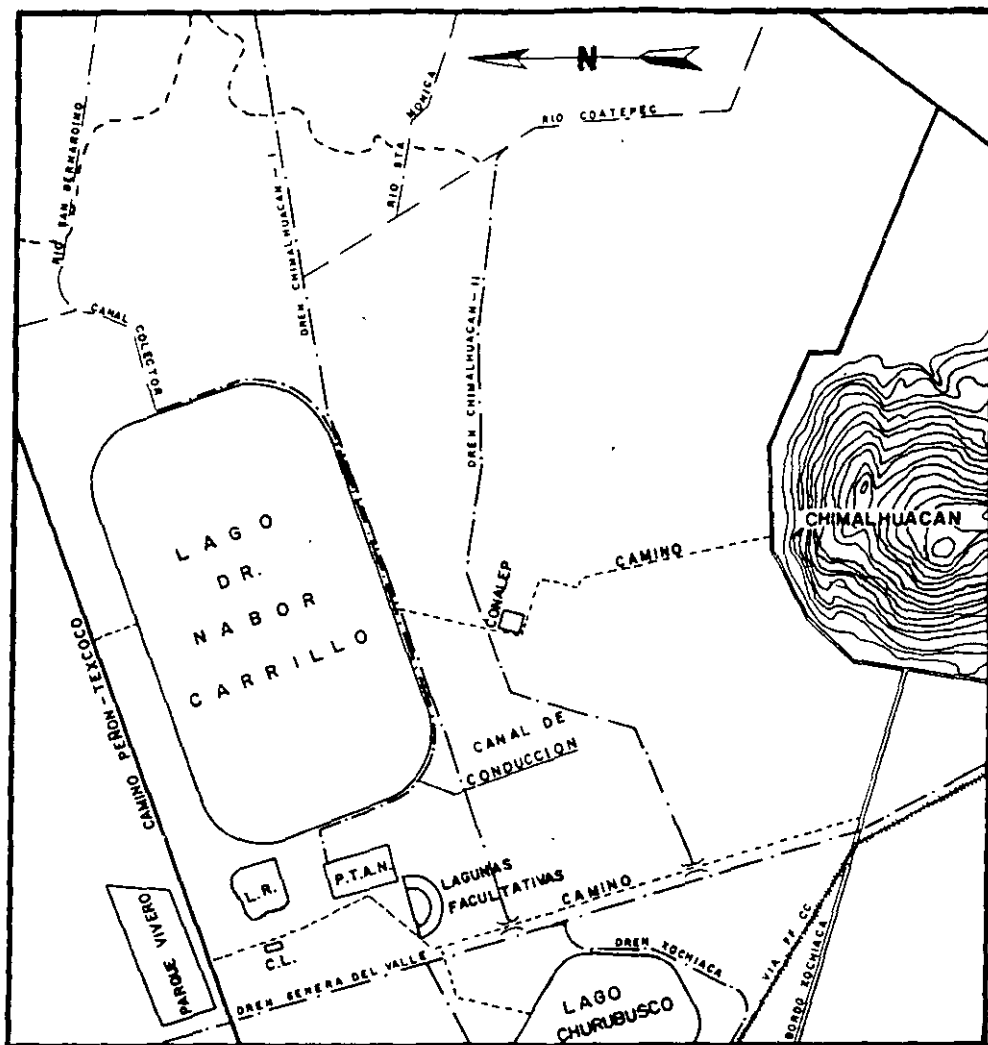 N
RIO SAN BERNARDINO
RIO STA MONICA
RIO COATEPEC
DREN CHIMALHUACAN-I
DREN CHIMALHUACAN-II
CANAL COLECTOR
LAGO
DR.
NABOR
CARRILLO
CHIMALHUACAN
CAMINO
CONALEP
CAMINO PEÑON-TEXCOCO
CANAL DE
CONDUCCION
P.T.A.N.
L.R.
LAGUNAS
FACULTATIVAS
CAMINO
PARQUE VIVERO
C.L.
DREN GENERA DEL VALLE
DREN XOCHIACA
VIA FF CC
BORDO XOCHIACA
LAGO
CHURUBUSCO